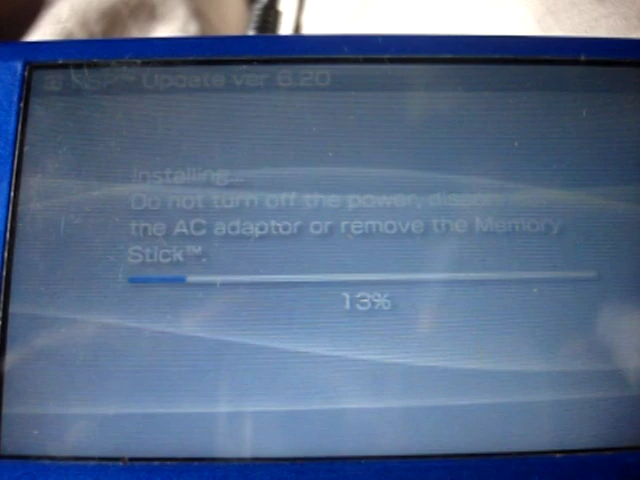 PSP™ Update ver 6.20
Installing...
Do not turn off the power,
the AC adaptor or remove the Memory
Stick™.
13%